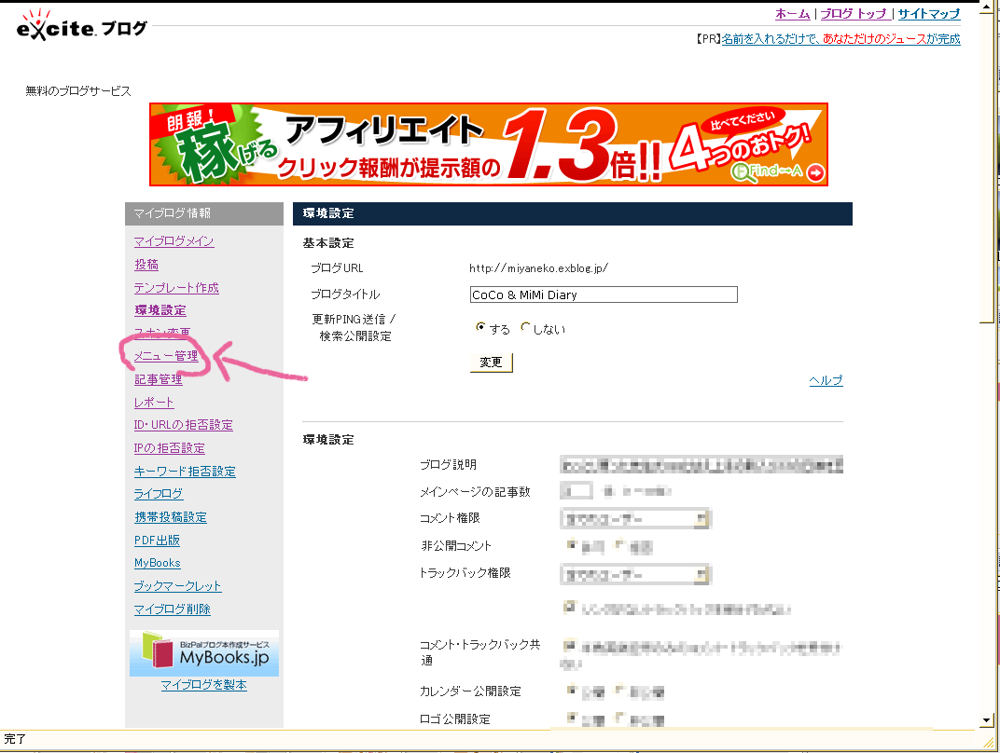 ホーム | ブログ トップ | サイトマップ
excite. ブログ
【PR】名前を入れるだけで、あなただけのジュースが完成
無料のブログサービス
朗報！
稼げる
アフィリエイト
クリック報酬が提示額の
1.3倍!!
比べてください
4つのおトク!
Find-A
マイブログ情報
マイブログメイン
投稿
テンプレート作成
環境設定
スキン変更
メニュー管理
記事管理
レポート
ID・URLの拒否設定
IPの拒否設定
キーワード拒否設定
ライフログ
携帯投稿設定
PDF出版
MyBooks
ブックマークレット
マイブログ削除
BizPalブログ本作成サービス
MyBooks.jp
マイブログを製本
環境設定
基本設定
ブログURL http://miyaneko.exblog.jp/
ブログタイトル CoCo & MiMi Diary
更新PING送信 /
検索公開設定
する しない
変更
ヘルプ
環境設定
ブログ説明
メインページの記事数
コメント権限
非公開コメント
トラックバック権限
コメント・トラックバック共
通
カレンダー公開設定
ロゴ公開設定
完了